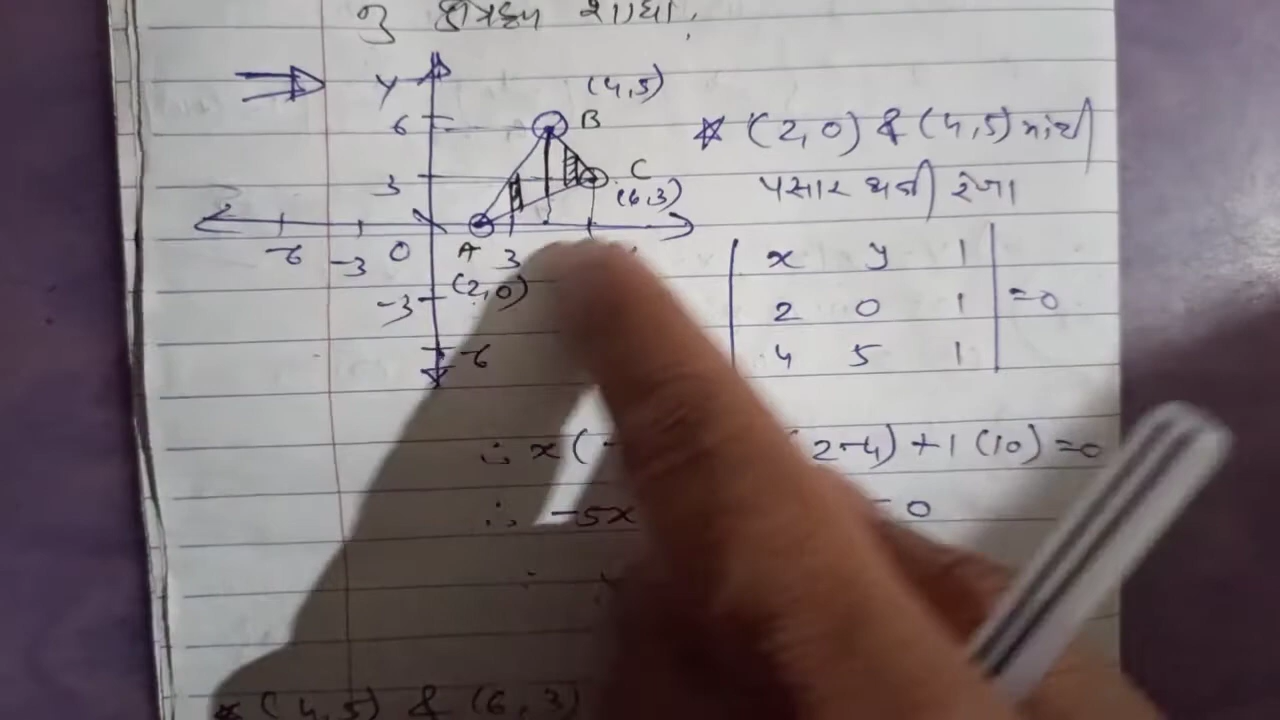 નું ક્ષેત્રફળ શોધો.
Y
(4,5)
6 B
3 C
(6,3)
-6 -3 0 A 3
(2,0)
-3
-6
* (2,0) & (4,5) માંથી
પસાર થતી રેખા
| x y 1 |
| 2 0 1 | =0
| 4 5 1 |
∴ x(- (2-4) + 1(10) =0
∴ -5x = 0
* (4,5) & (6,3)